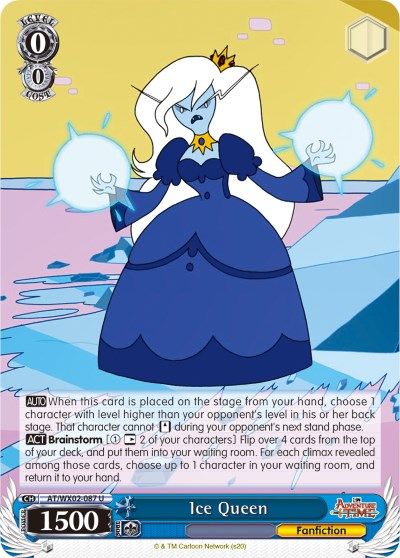 LEVEL
0
0
COST
AUTO When this card is placed on the stage from your hand, choose 1
character with level higher than your opponent's level in his or her back
stage. That character cannot [ ] during your opponent's next stand phase.
ACT Brainstorm [① 2 of your characters] Flip over 4 cards from the top
of your deck, and put them into your waiting room. For each climax revealed
among those cards, choose up to 1 character in your waiting room, and
return it to your hand.
CH AT/WX02-087 U
POWER 1500 SOUL
Ice Queen
ADVENTURE TIME
Fanfiction
© & TM Cartoon Network (s20)